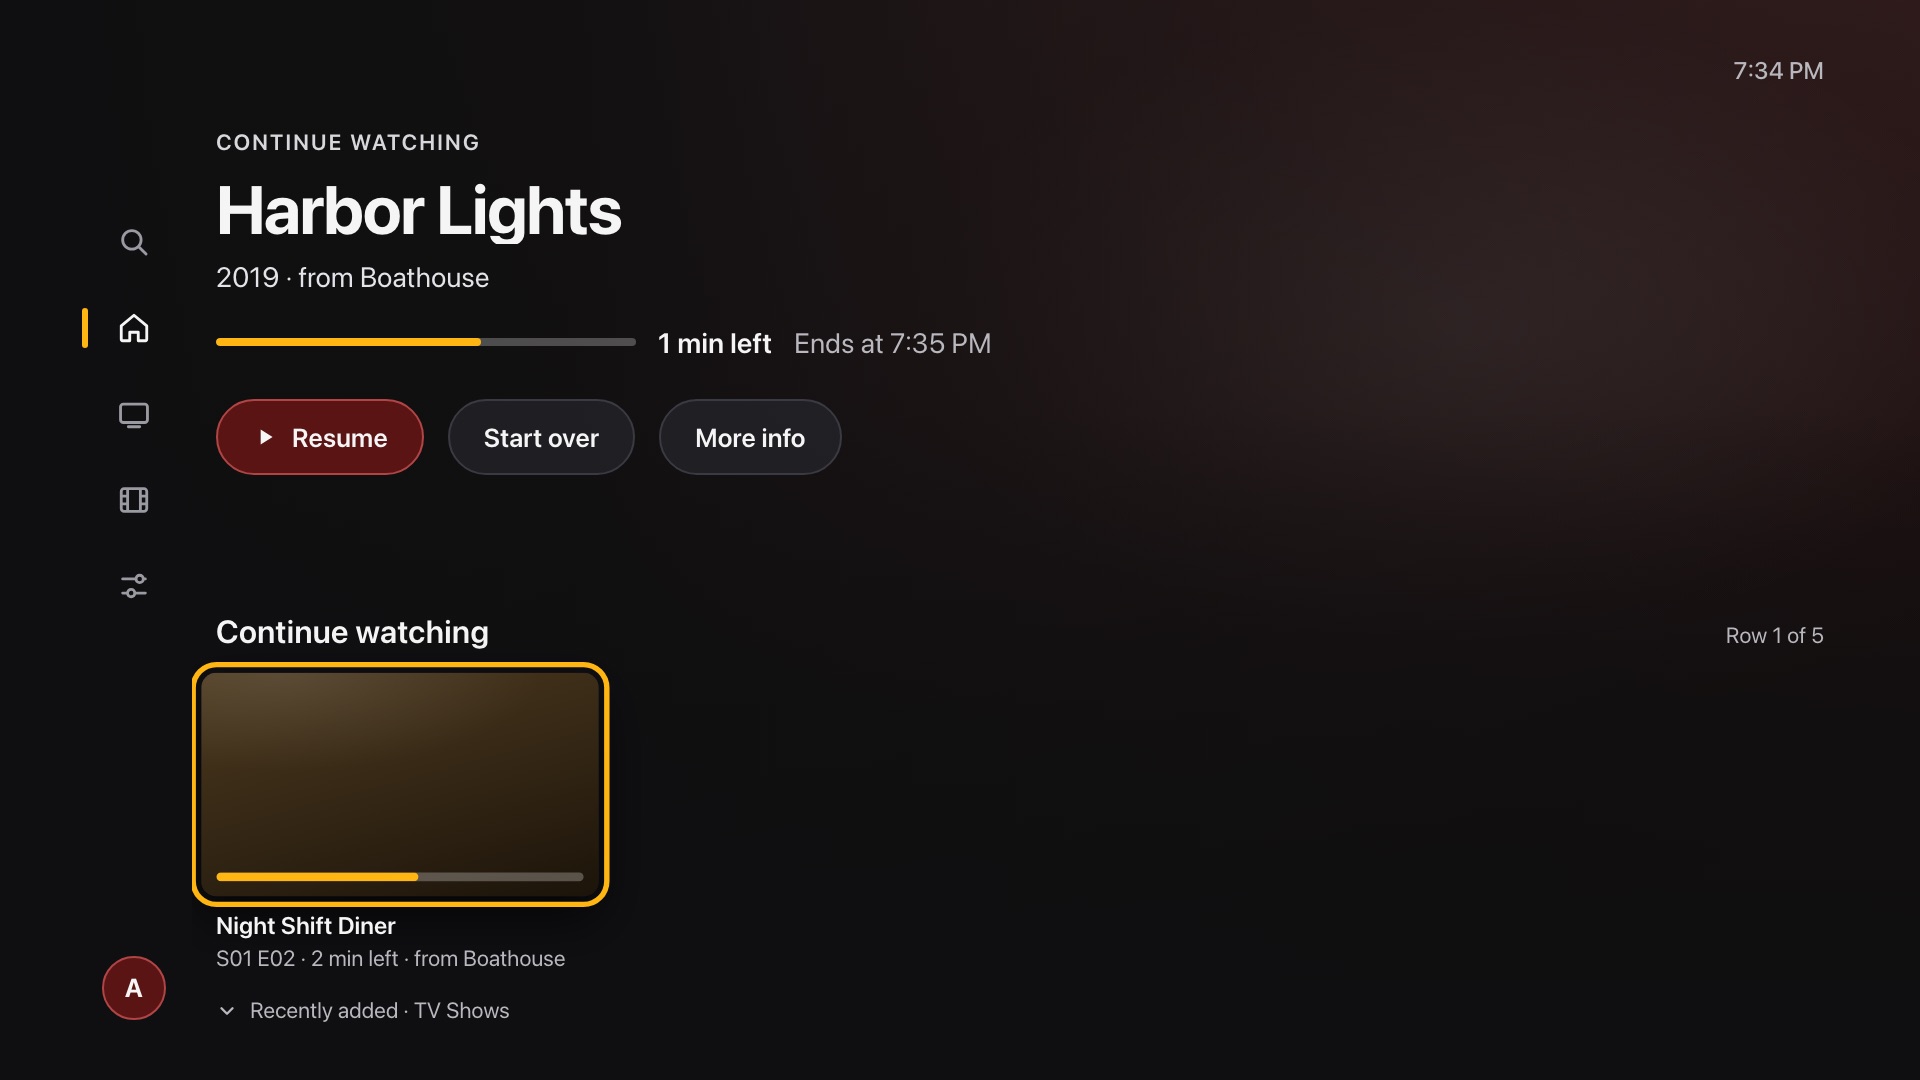 7:34 PM
CONTINUE WATCHING
Harbor Lights
2019 · from Boathouse
1 min left Ends at 7:35 PM
Resume Start over More info
Continue watching
Row 1 of 5
Night Shift Diner
S01 E02 · 2 min left · from Boathouse
A
Recently added · TV Shows